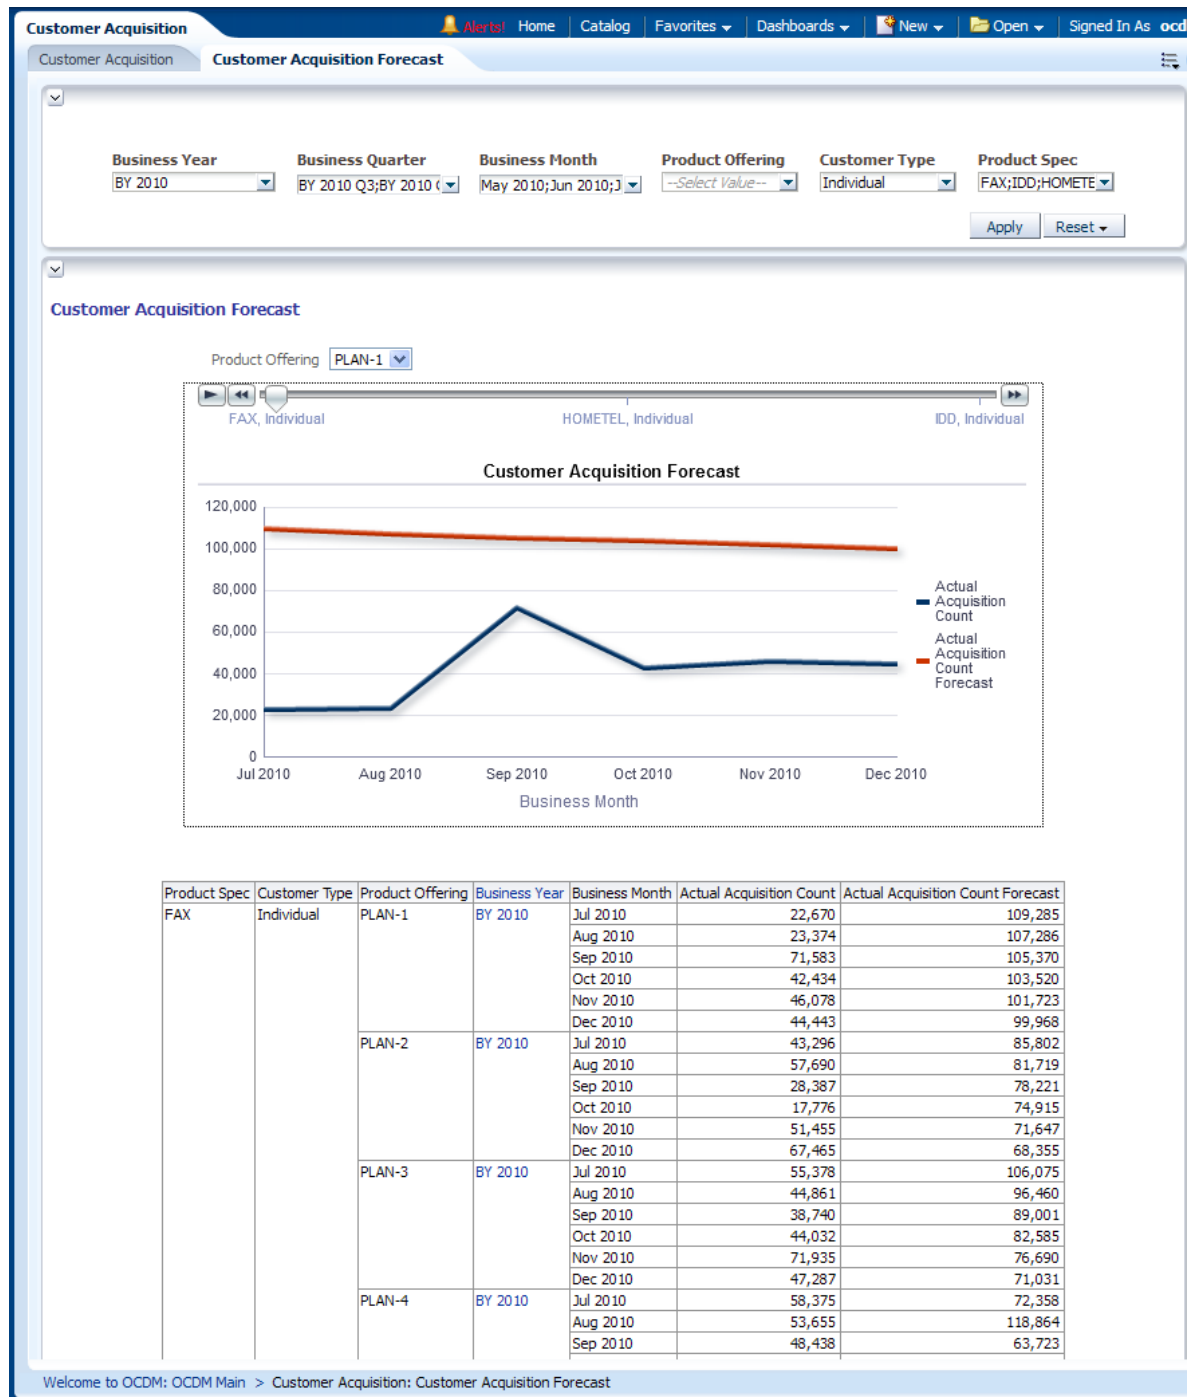 Customer Acquisition
Alerts! Home Catalog Favorites Dashboards New Open Signed In As ocd
Customer Acquisition Customer Acquisition Forecast
Business Year Business Quarter Business Month Product Offering Customer Type Product Spec
BY 2010 BY 2010 Q3;BY 2010 May 2010;Jun 2010;J --Select Value-- Individual FAX;IDD;HOMETE
Apply Reset
Customer Acquisition Forecast
Product Offering PLAN-1
FAX, Individual HOMETEL, Individual IDD, Individual
Customer Acquisition Forecast
120,000
100,000
80,000
60,000
40,000
20,000
0
Actual Acquisition Count
Actual Acquisition Count Forecast
Jul 2010 Aug 2010 Sep 2010 Oct 2010 Nov 2010 Dec 2010
Business Month
Product Spec Customer Type Product Offering Business Year Business Month Actual Acquisition Count Actual Acquisition Count Forecast
FAX Individual PLAN-1 BY 2010 Jul 2010 22,670 109,285
Aug 2010 23,374 107,286
Sep 2010 71,583 105,370
Oct 2010 42,434 103,520
Nov 2010 46,078 101,723
Dec 2010 44,443 99,968
PLAN-2 BY 2010 Jul 2010 43,296 85,802
Aug 2010 57,690 81,719
Sep 2010 28,387 78,221
Oct 2010 17,776 74,915
Nov 2010 51,455 71,647
Dec 2010 67,465 68,355
PLAN-3 BY 2010 Jul 2010 55,378 106,075
Aug 2010 44,861 96,460
Sep 2010 38,740 89,001
Oct 2010 44,032 82,585
Nov 2010 71,935 76,690
Dec 2010 47,287 71,031
PLAN-4 BY 2010 Jul 2010 58,375 72,358
Aug 2010 53,655 118,864
Sep 2010 48,438 63,723
Welcome to OCDM: OCDM Main > Customer Acquisition: Customer Acquisition Forecast